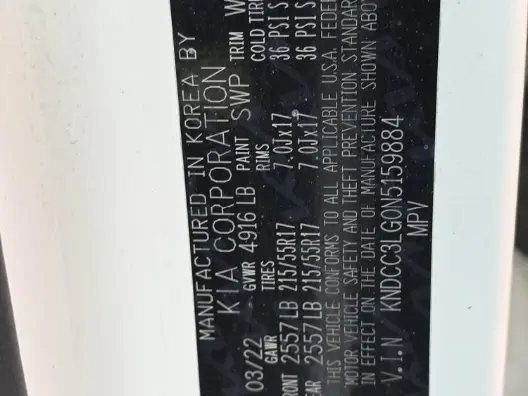 MANUFACTURED IN KOREA BY
KIA CORPORATION
03/22 GVWR 4916 LB PAINT SWP TRIM W
GAWR TIRES RIMS COLD TIRE
RONT 2557 LB 215/55R17 7.0Jx17 36 PSI S
EAR 2557 LB 215/55R17 7.0Jx17 36 PSI S
THIS VEHICLE CONFORMS TO ALL APPLICABLE U.S.A. FEDER
MOTOR VEHICLE SAFETY AND THEFT PREVENTION STANDAR
IN EFFECT ON THE DATE OF MANUFACTURE SHOWN ABO
V.I.N KNDCC3LG0N5159884
MPV